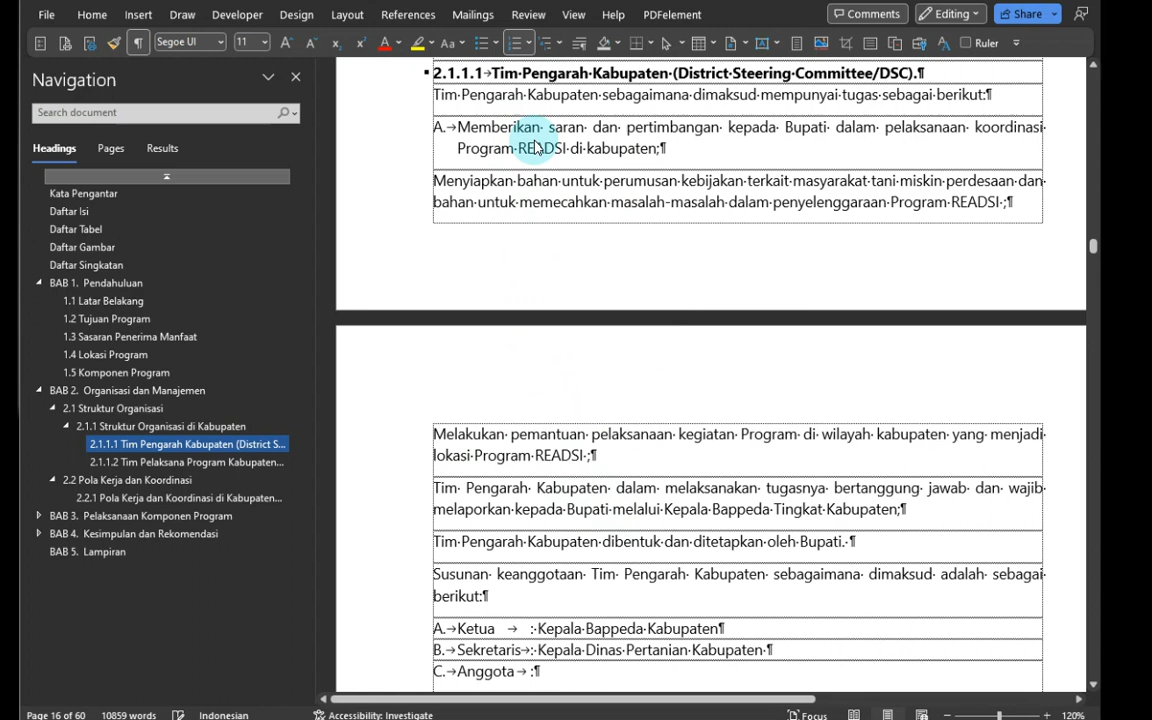 File Home Insert Draw Developer Design Layout References Mailings Review View Help PDFelement Comments Editing Share
Segoe UI 11 Aa Ruler
Navigation
Search document
Headings Pages Results
Kata Pengantar
Daftar Isi
Daftar Tabel
Daftar Gambar
Daftar Singkatan
BAB 1. Pendahuluan
1.1 Latar Belakang
1.2 Tujuan Program
1.3 Sasaran Penerima Manfaat
1.4 Lokasi Program
1.5 Komponen Program
BAB 2. Organisasi dan Manajemen
2.1 Struktur Organisasi
2.1.1 Struktur Organisasi di Kabupaten
2.1.1.1 Tim Pengarah Kabupaten (District S...
2.1.1.2 Tim Pelaksana Program Kabupaten...
2.2 Pola Kerja dan Koordinasi
2.2.1 Pola Kerja dan Koordinasi di Kabupaten...
BAB 3. Pelaksanaan Komponen Program
BAB 4. Kesimpulan dan Rekomendasi
BAB 5. Lampiran
2.1.1.1→Tim·Pengarah·Kabupaten·(District·Steering·Committee/DSC).¶
Tim·Pengarah·Kabupaten·sebagaimana·dimaksud·mempunyai·tugas·sebagai·berikut:¶
A.→Memberikan· saran· dan· pertimbangan· kepada· Bupati· dalam· pelaksanaan· koordinasi·
Program·READSI·di·kabupaten;¶
Menyiapkan·bahan·untuk·perumusan·kebijakan·terkait·masyarakat·tani·miskin·perdesaan·dan·
bahan·untuk·memecahkan·masalah-masalah·dalam·penyelenggaraan·Program·READSI·;¶
Melakukan· pemantuan· pelaksanaan· kegiatan· Program· di· wilayah· kabupaten· yang· menjadi·
lokasi·Program·READSI·;¶
Tim· Pengarah· Kabupaten· dalam· melaksanakan· tugasnya· bertanggung· jawab· dan· wajib·
melaporkan·kepada·Bupati·melalui·Kepala·Bappeda·Tingkat·Kabupaten;¶
Tim·Pengarah·Kabupaten·dibentuk·dan·ditetapkan·oleh·Bupati.·¶
Susunan· keanggotaan· Tim· Pengarah· Kabupaten· sebagaimana· dimaksud· adalah· sebagai·
berikut:¶
A.→Ketua → :·Kepala·Bappeda·Kabupaten¶
B.→Sekretaris→:·Kepala·Dinas·Pertanian·Kabupaten·¶
C.→Anggota→:¶
Page 16 of 60 10859 words Indonesian Accessibility: Investigate Focus 120%